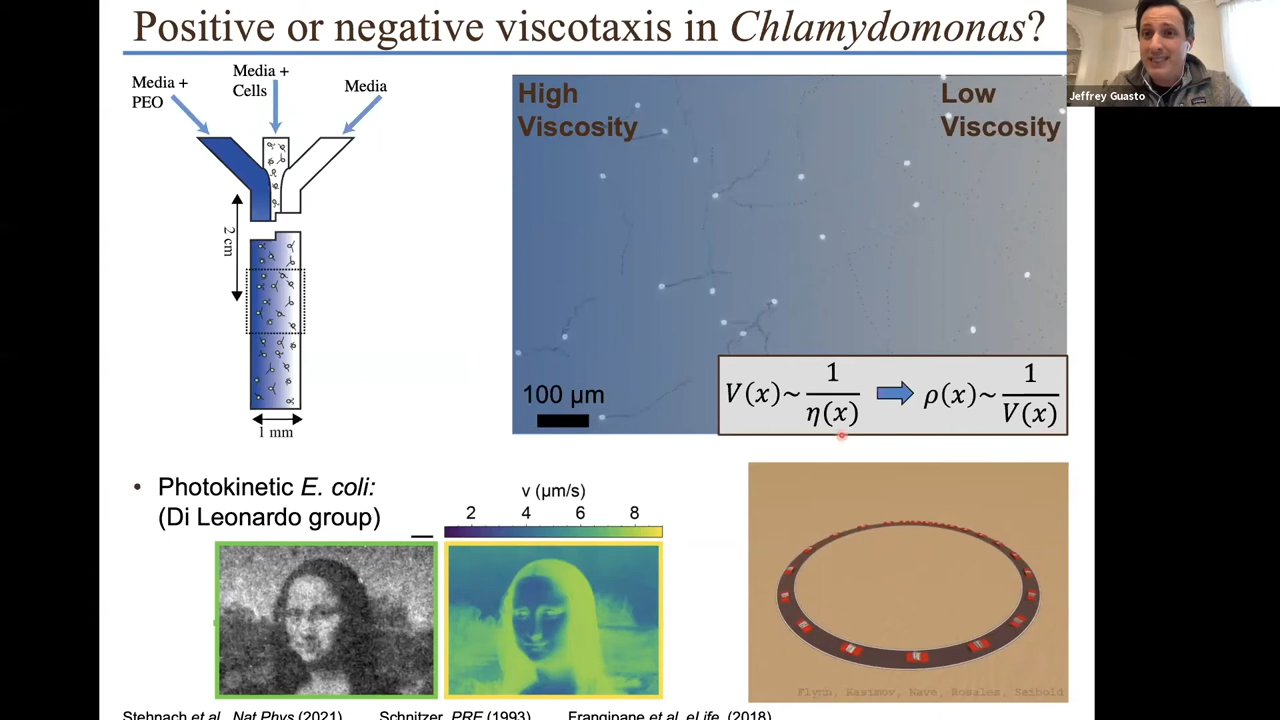 Positive or negative viscotaxis in Chlamydomonas?
Jeffrey Guasto
Media +
PEO
Media +
Cells
Media
2 cm
1 mm
High
Viscosity
Low
Viscosity
100 μm
V(x)~ 1/η(x) ρ(x)~ 1/V(x)
• Photokinetic E. coli:
(Di Leonardo group)
v (μm/s)
2 4 6 8
Flynn, Kasimov, Nave, Rosales, Seibold
Stehnach et al., Nat Phys (2021) Schnitzer, PRE (1993) Frangipane et al. eLife, (2018)